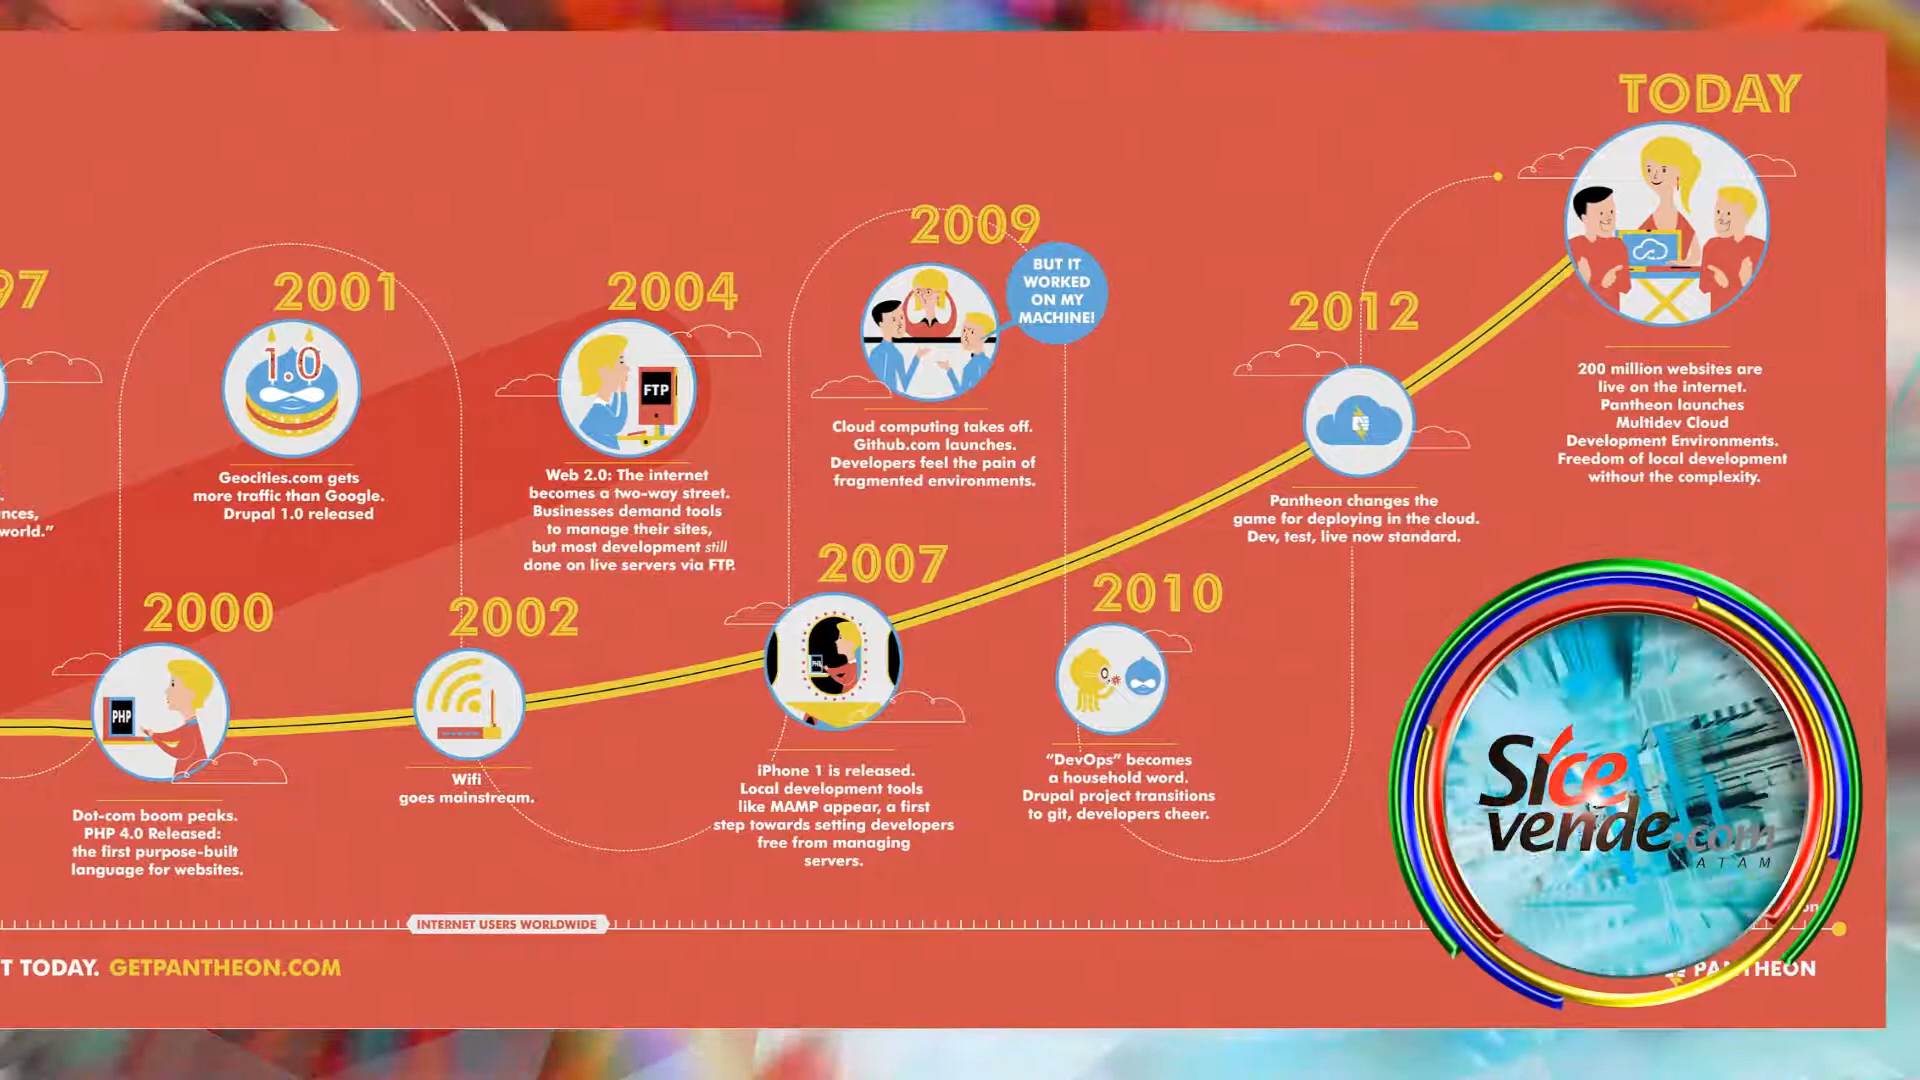 TODAY
2009
BUT IT
WORKED
ON MY
MACHINE!
97
2001
1.0
2004
FTP
2012
200 million websites are
live on the internet.
Pantheon launches
Multidev Cloud
Development Environments.
Freedom of local development
without the complexity.
Cloud computing takes off.
Github.com launches.
Developers feel the pain of
fragmented environments.
Geocities.com gets
more traffic than Google.
Drupal 1.0 released
Web 2.0: The internet
becomes a two-way street.
Businesses demand tools
to manage their sites,
but most development still
done on live servers via FTP.
Pantheon changes the
game for deploying in the cloud.
Dev, test, live now standard.
nces,
world.”
2000
PHP
2002
2007
PHP
2010
Dot-com boom peaks.
PHP 4.0 Released:
the first purpose-built
language for websites.
Wifi
goes mainstream.
iPhone 1 is released.
Local development tools
like MAMP appear, a first
step towards setting developers
free from managing
servers.
“DevOps” becomes
a household word.
Drupal project transitions
to git, developers cheer.
Sice
vende.com
LATAM
INTERNET USERS WORLDWIDE
T TODAY. GETPANTHEON.COM
PANTHEON